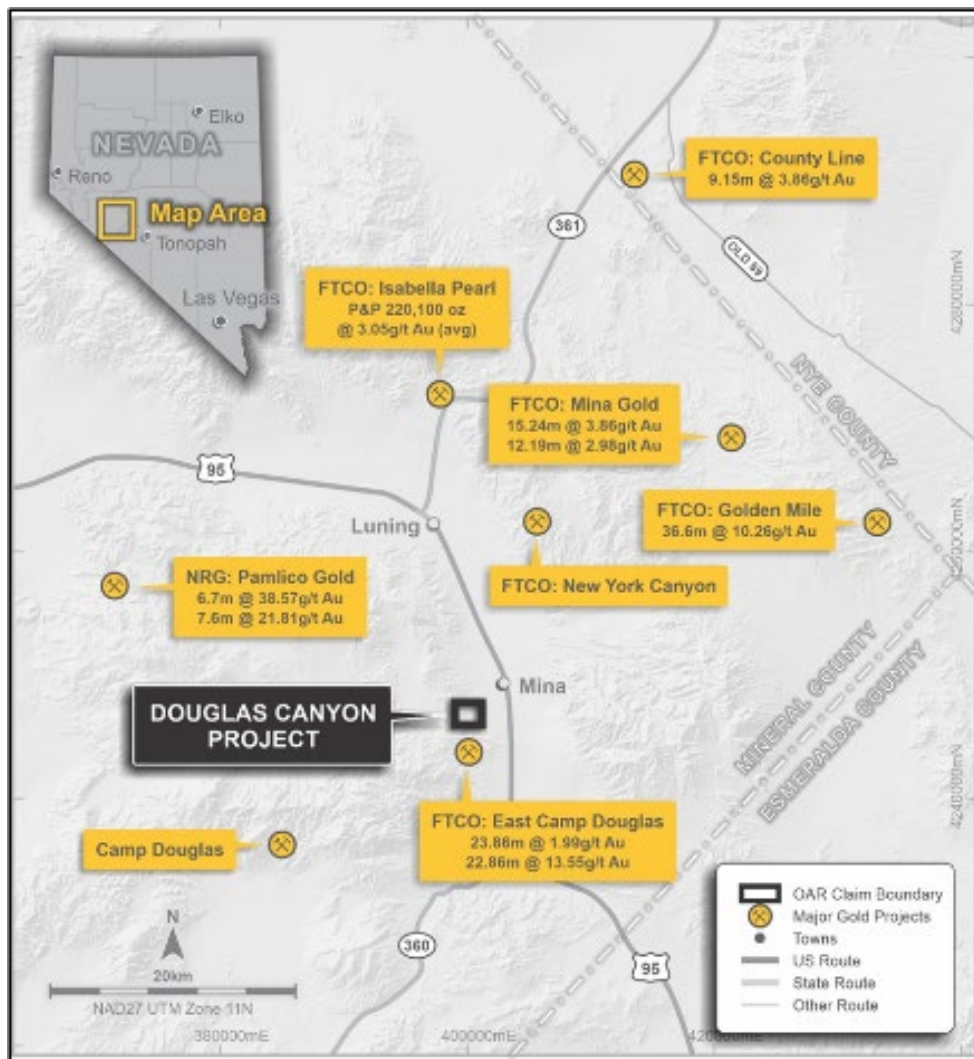 Elko
NEVADA
Reno
Map Area
Tonopah
Las Vegas
FTCO: County Line
9.15m @ 3.86g/t Au
361
OLD 89
4280000mN
FTCO: Isabella Pearl
P&P 220,100 oz
@ 3.05g/t Au (avg)
NYE COUNTY
FTCO: Mina Gold
15.24m @ 3.86g/t Au
12.19m @ 2.98g/t Au
95
Luning
FTCO: Golden Mile
36.6m @ 10.26g/t Au
4260000mN
FTCO: New York Canyon
NRG: Pamlico Gold
6.7m @ 38.57g/t Au
7.6m @ 21.81g/t Au
Mina
DOUGLAS CANYON
PROJECT
MINERAL COUNTY
ESMERALDA COUNTY
4240000mN
FTCO: East Camp Douglas
23.86m @ 1.99g/t Au
22.86m @ 13.55g/t Au
Camp Douglas
N
20km
NAD27 UTM Zone 11N
360
95
380000mE
400000mE
420000mE
OAR Claim Boundary
Major Gold Projects
Towns
US Route
State Route
Other Route